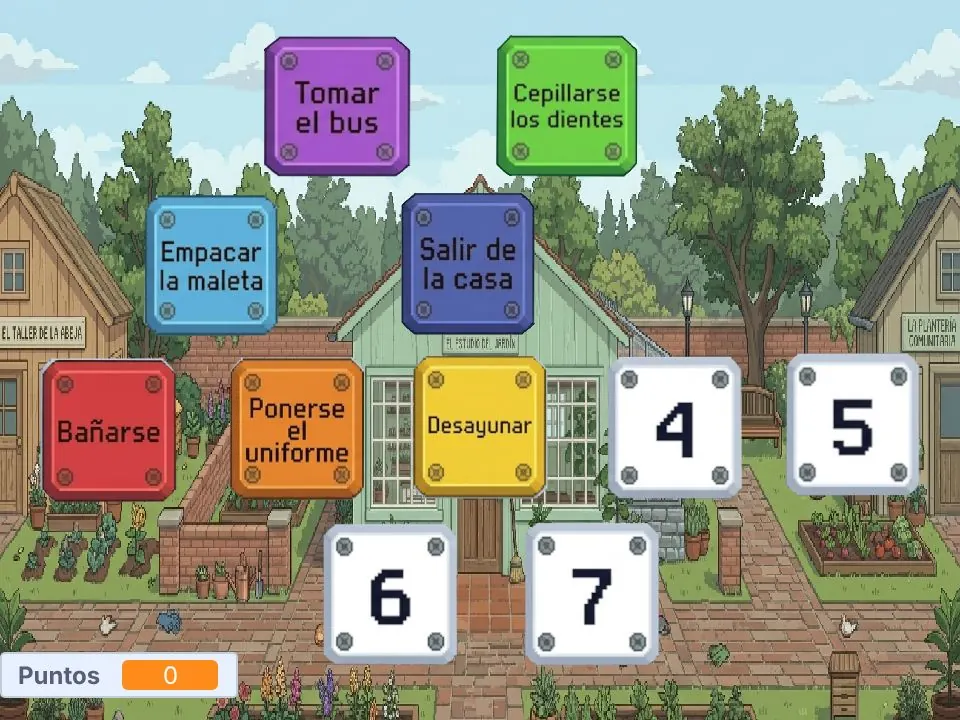 Tomar
el bus
Cepillarse
los dientes
Empacar
la maleta
Salir de
la casa
EL TALLER DE LA ABEJA
EL ESTUDIO DEL JARDÍN
LA PLANTERÍA
COMUNITARIA
Bañarse
Ponerse
el
uniforme
Desayunar
4
5
6
7
Puntos 0